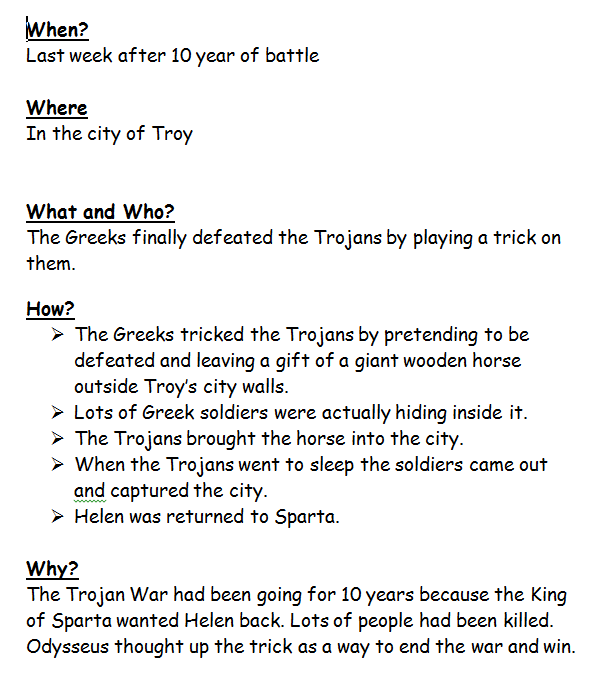 When?
Last week after 10 year of battle
Where
In the city of Troy
What and Who?
The Greeks finally defeated the Trojans by playing a trick on
them.
How?
➢ The Greeks tricked the Trojans by pretending to be
defeated and leaving a gift of a giant wooden horse
outside Troy's city walls.
➢ Lots of Greek soldiers were actually hiding inside it.
➢ The Trojans brought the horse into the city.
➢ When the Trojans went to sleep the soldiers came out
and captured the city.
➢ Helen was returned to Sparta.
Why?
The Trojan War had been going for 10 years because the King
of Sparta wanted Helen back. Lots of people had been killed.
Odysseus thought up the trick as a way to end the war and win.